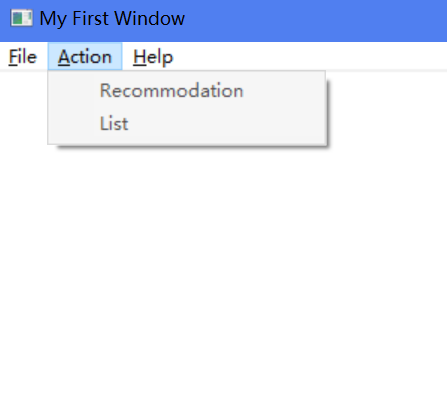 My First Window
File Action Help
Recommodation
List